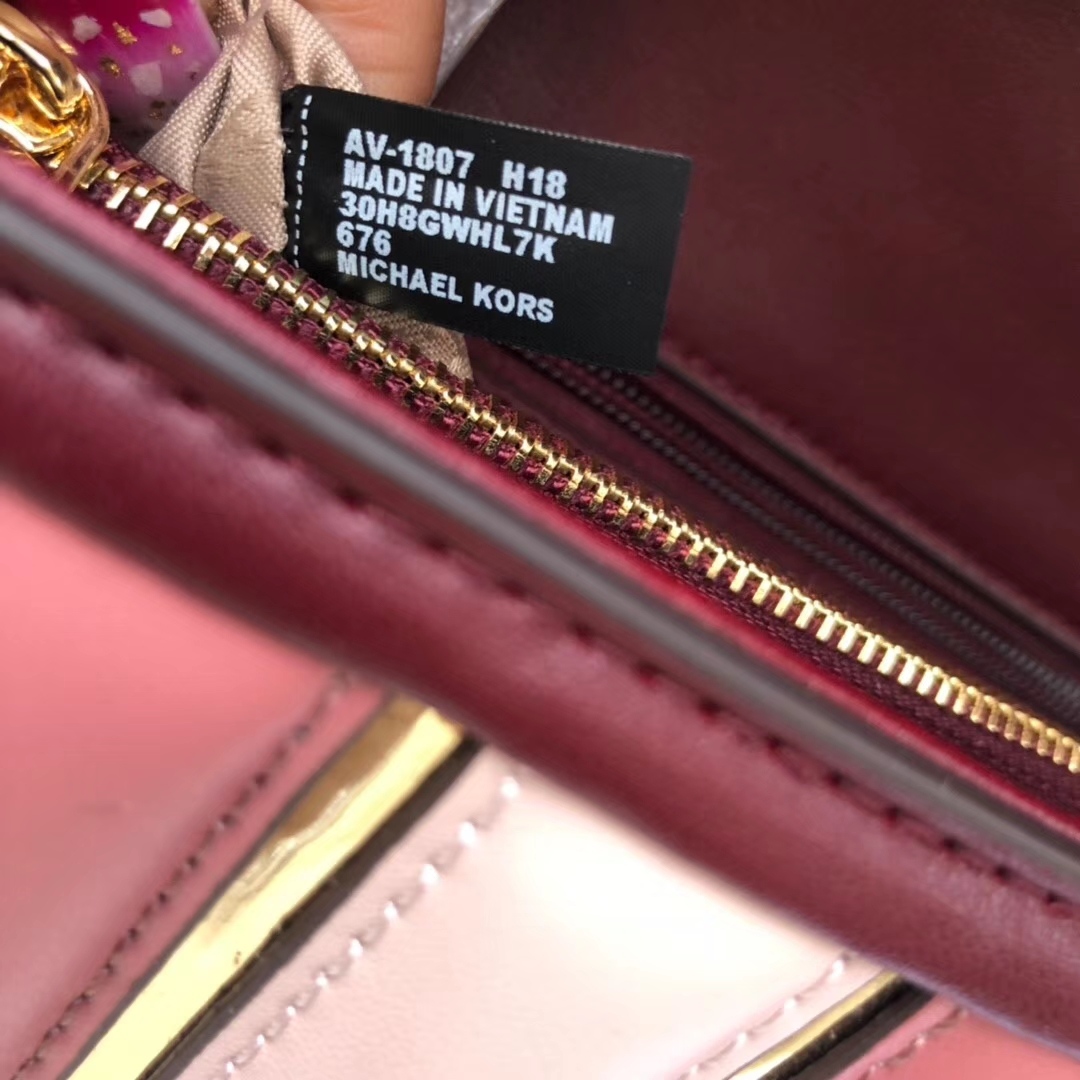 AV-1807 H18
MADE IN VIETNAM
30H8GWHL7K
676
MICHAEL KORS